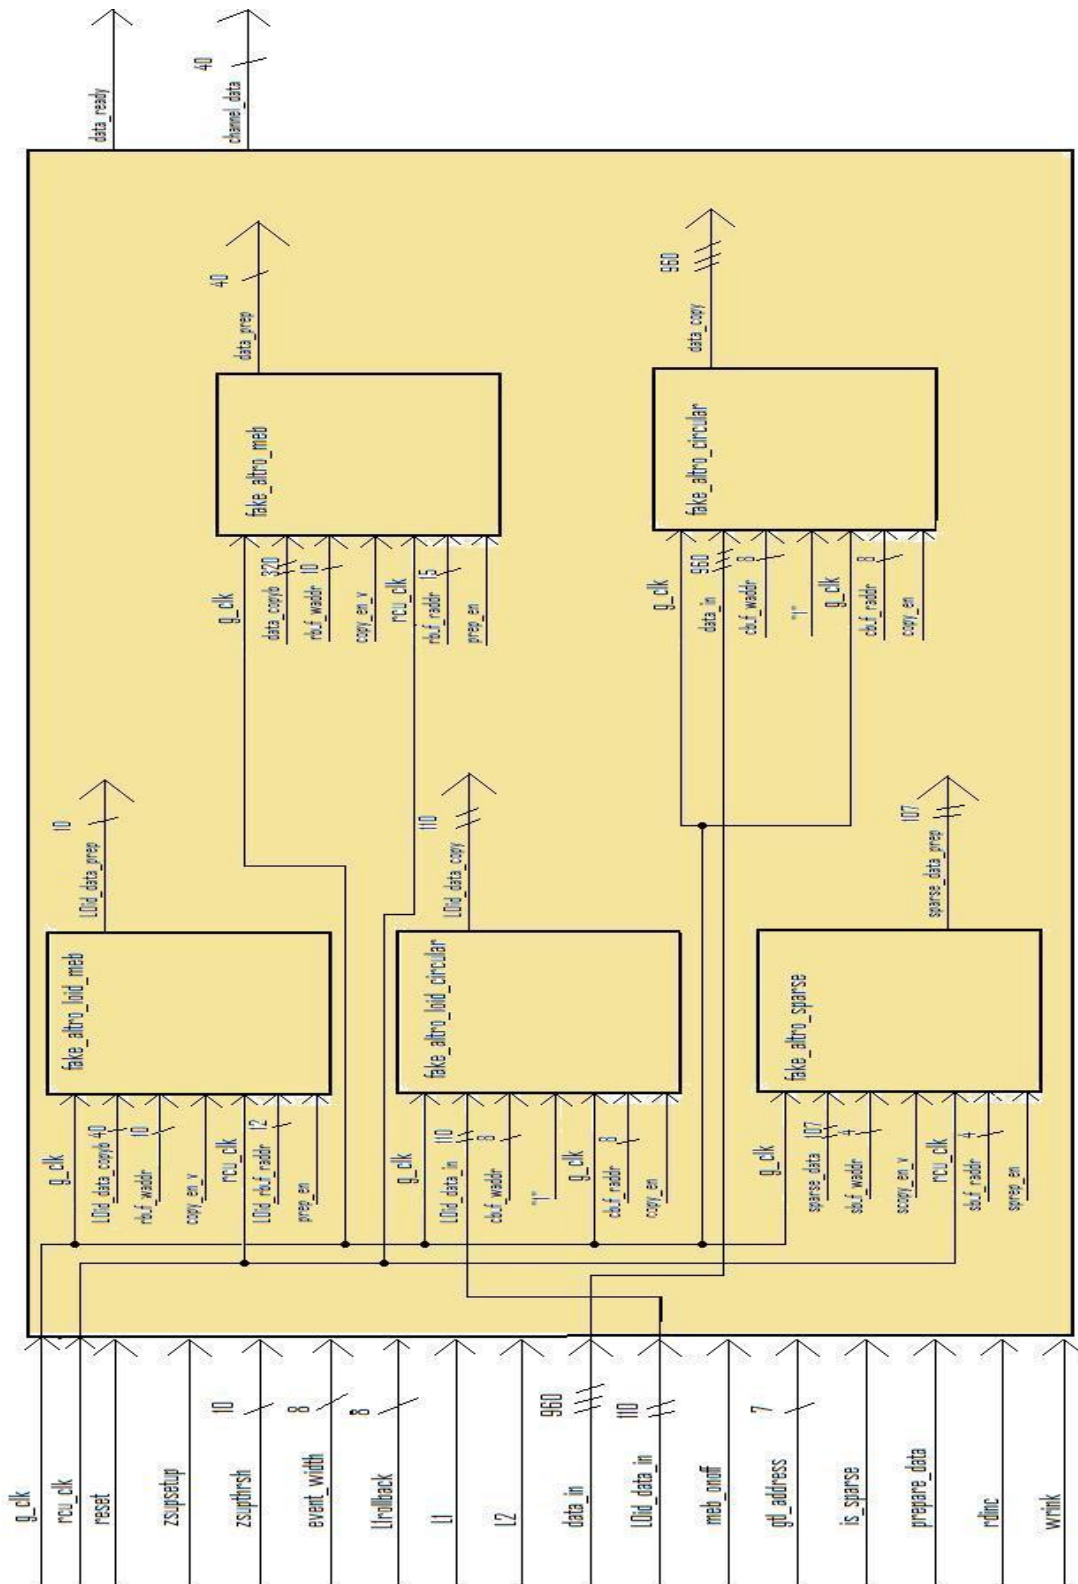 data_ready
channel_data
40
data_prep
40
fake_altro_meb
g_clk
data_copyb
320
rbuf_waddr
10
copy_en_v
rcu_clk
rbuf_raddr
15
prep_en
data_copy
960
fake_altro_circular
g_clk
data_in
960
cbuf_waddr
8
"1"
g_clk
cbuf_raddr
8
copy_en
L0id_data_prep
10
fake_altro_l0id_meb
g_clk
L0id_data_copyb
40
rbuf_waddr
10
copy_en_v
rcu_clk
L0id_rbuf_raddr
12
prep_en
L0id_data_copy
110
fake_altro_l0id_circular
g_clk
L0id_data_in
110
cbuf_waddr
8
"1"
g_clk
cbuf_raddr
8
copy_en
sparse_data_prep
107
fake_altro_sparse
g_clk
sparse_data
107
sbuf_waddr
4
scopy_en_v
rcu_clk
sbuf_raddr
4
sprep_en
g_clk
rcu_clk
reset
zsupsetup
zsupthrsh
10
event_width
8
L1rollback
8
L1
L2
data_in
960
L0id_data_in
110
meb_onoff
gtl_address
7
is_sparse
prepare_data
rdinc
wrink